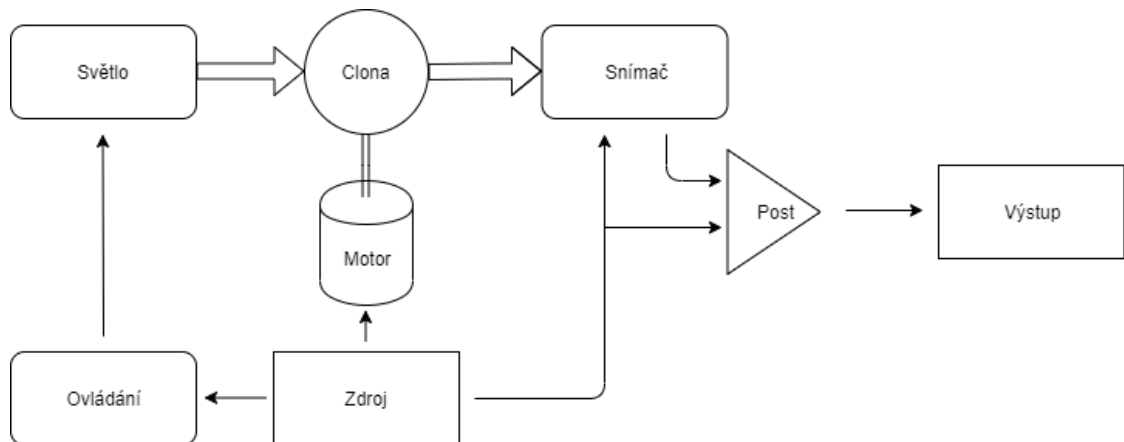 Světlo
Clona
Snímač
Post
Výstup
Motor
Ovládání
Zdroj